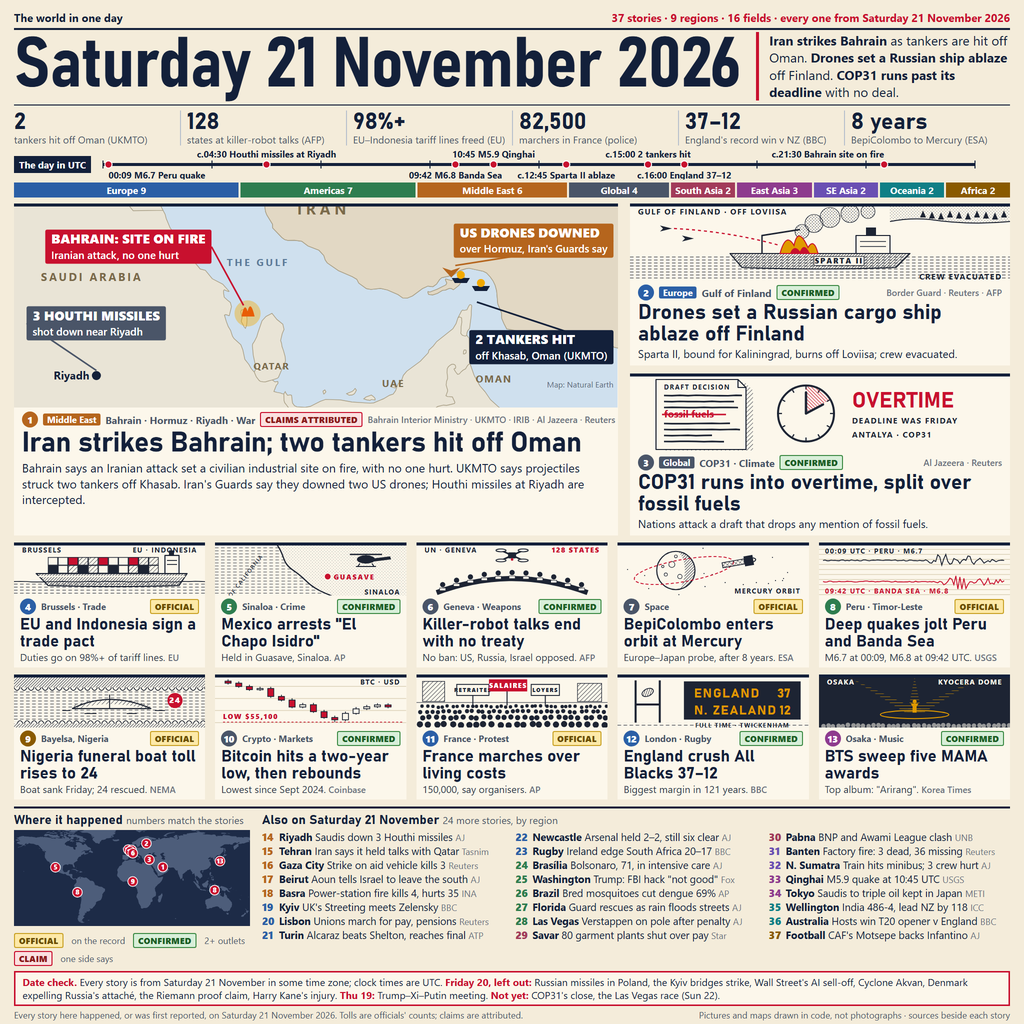 The world in one day
37 stories · 9 regions · 16 fields · every one from Saturday 21 November 2026
Saturday 21 November 2026
Iran strikes Bahrain as tankers are hit off
Oman. Drones set a Russian ship ablaze
off Finland. COP31 runs past its
deadline with no deal.
2
tankers hit off Oman (UKMTO)
128
states at killer-robot talks (AFP)
98%+
EU–Indonesia tariff lines freed (EU)
82,500
marchers in France (police)
37–12
England's record win v NZ (BBC)
8 years
BepiColombo to Mercury (ESA)
The day in UTC
c.04:30 Houthi missiles at Riyadh
10:45 M5.9 Qinghai
c.15:00 2 tankers hit
c.21:30 Bahrain site on fire
00:09 M6.7 Peru quake
09:42 M6.8 Banda Sea
c.12:45 Sparta II ablaze
c.16:00 England 37–12
Europe 9
Americas 7
Middle East 6
Global 4
South Asia 2
East Asia 3
SE Asia 2
Oceania 2
Africa 2
IRAN
BAHRAIN: SITE ON FIRE
Iranian attack, no one hurt
US DRONES DOWNED
over Hormuz, Iran's Guards say
THE GULF
SAUDI ARABIA
3 HOUTHI MISSILES
shot down near Riyadh
2 TANKERS HIT
off Khasab, Oman (UKMTO)
Riyadh
QATAR
UAE
OMAN
Map: Natural Earth
1 Middle East Bahrain · Hormuz · Riyadh · War CLAIMS ATTRIBUTED Bahrain Interior Ministry · UKMTO · IRIB · Al Jazeera · Reuters
Iran strikes Bahrain; two tankers hit off Oman
Bahrain says an Iranian attack set a civilian industrial site on fire, with no one hurt. UKMTO says projectiles
struck two tankers off Khasab. Iran's Guards say they downed two US drones; Houthi missiles at Riyadh are
intercepted.
GULF OF FINLAND · OFF LOVIISA
SPARTA II
CREW EVACUATED
2 Europe Gulf of Finland CONFIRMED Border Guard · Reuters · AFP
Drones set a Russian cargo ship
ablaze off Finland
Sparta II, bound for Kaliningrad, burns off Loviisa; crew evacuated.
DRAFT DECISION
fossil fuels
OVERTIME
DEADLINE WAS FRIDAY
ANTALYA · COP31
3 Global COP31 · Climate CONFIRMED Al Jazeera · Reuters
COP31 runs into overtime, split over
fossil fuels
Nations attack a draft that drops any mention of fossil fuels.
BRUSSELS
EU · INDONESIA
4 Brussels · Trade OFFICIAL
EU and Indonesia sign a
trade pact
Duties go on 98%+ of tariff lines. EU
GUASAVE
SINALOA
5 Sinaloa · Crime CONFIRMED
Mexico arrests "El
Chapo Isidro"
Held in Guasave, Sinaloa. AP
UN · GENEVA
128 STATES
6 Geneva · Weapons CONFIRMED
Killer-robot talks end
with no treaty
No ban: US, Russia, Israel opposed. AFP
MERCURY ORBIT
7 Space OFFICIAL
BepiColombo enters
orbit at Mercury
Europe–Japan probe, after 8 years. ESA
00:09 UTC · PERU · M6.7
09:42 UTC · BANDA SEA · M6.8
8 Peru · Timor-Leste OFFICIAL
Deep quakes jolt Peru
and Banda Sea
M6.7 at 00:09, M6.8 at 09:42 UTC. USGS
24
9 Bayelsa, Nigeria OFFICIAL
Nigeria funeral boat toll
rises to 24
Boat sank Friday; 24 rescued. NEMA
BTC · USD
LOW $55,100
10 Crypto · Markets CONFIRMED
Bitcoin hits a two-year
low, then rebounds
Lowest since Sept 2024. Coinbase
RETRAITES
SALAIRES
LOYERS
11 France · Protest OFFICIAL
France marches over
living costs
150,000, say organisers. AP
ENGLAND 37
N. ZEALAND 12
FULL TIME · TWICKENHAM
12 London · Rugby CONFIRMED
England crush All
Blacks 37–12
Biggest margin in 121 years. BBC
OSAKA
KYOCERA DOME
13 Osaka · Music CONFIRMED
BTS sweep five MAMA
awards
Top album: "Arirang". Korea Times
Where it happened numbers match the stories
5
8
2
3
1
9
13
8
OFFICIAL on the record CONFIRMED 2+ outlets
CLAIM one side says
Also on Saturday 21 November 24 more stories, by region
14 Riyadh Saudis down 3 Houthi missiles AJ
15 Tehran Iran says it held talks with Qatar Tasnim
16 Gaza City Strike on aid vehicle kills 3 Reuters
17 Beirut Aoun tells Israel to leave the south AJ
18 Basra Power-station fire kills 4, hurts 35 INA
19 Kyiv UK's Streeting meets Zelensky BBC
20 Lisbon Unions march for pay, pensions Reuters
21 Turin Alcaraz beats Shelton, reaches final ATP
22 Newcastle Arsenal held 2–2, still six clear AJ
23 Rugby Ireland edge South Africa 20–17 BBC
24 Brasília Bolsonaro, 71, in intensive care AJ
25 Washington Trump: FBI hack "not good" Fox
26 Brazil Bred mosquitoes cut dengue 69% AP
27 Florida Guard rescues as rain floods streets AJ
28 Las Vegas Verstappen on pole after penalty AJ
29 Savar 80 garment plants shut over pay Star
30 Pabna BNP and Awami League clash UNB
31 Banten Factory fire: 3 dead, 36 missing Reuters
32 N. Sumatra Train hits minibus; 3 crew hurt AJ
33 Qinghai M5.9 quake at 10:45 UTC USGS
34 Tokyo Saudis to triple oil kept in Japan METI
35 Wellington India 486-4, lead NZ by 118 ICC
36 Australia Hosts win T20 opener v England BBC
37 Football CAF's Motsepe backs Infantino AJ
Date check. Every story is from Saturday 21 November in some time zone; clock times are UTC. Friday 20, left out: Russian missiles in Poland, the Kyiv bridges strike, Wall Street's AI sell-off, Cyclone Akvan, Denmark
expelling Russia's attaché, the Riemann proof claim, Harry Kane's injury. Thu 19: Trump–Xi–Putin meeting. Not yet: COP31's close, the Las Vegas race (Sun 22).
Every story here happened, or was first reported, on Saturday 21 November 2026. Tolls are officials' counts; claims are attributed.
Pictures and maps drawn in code, not photographs · sources beside each story